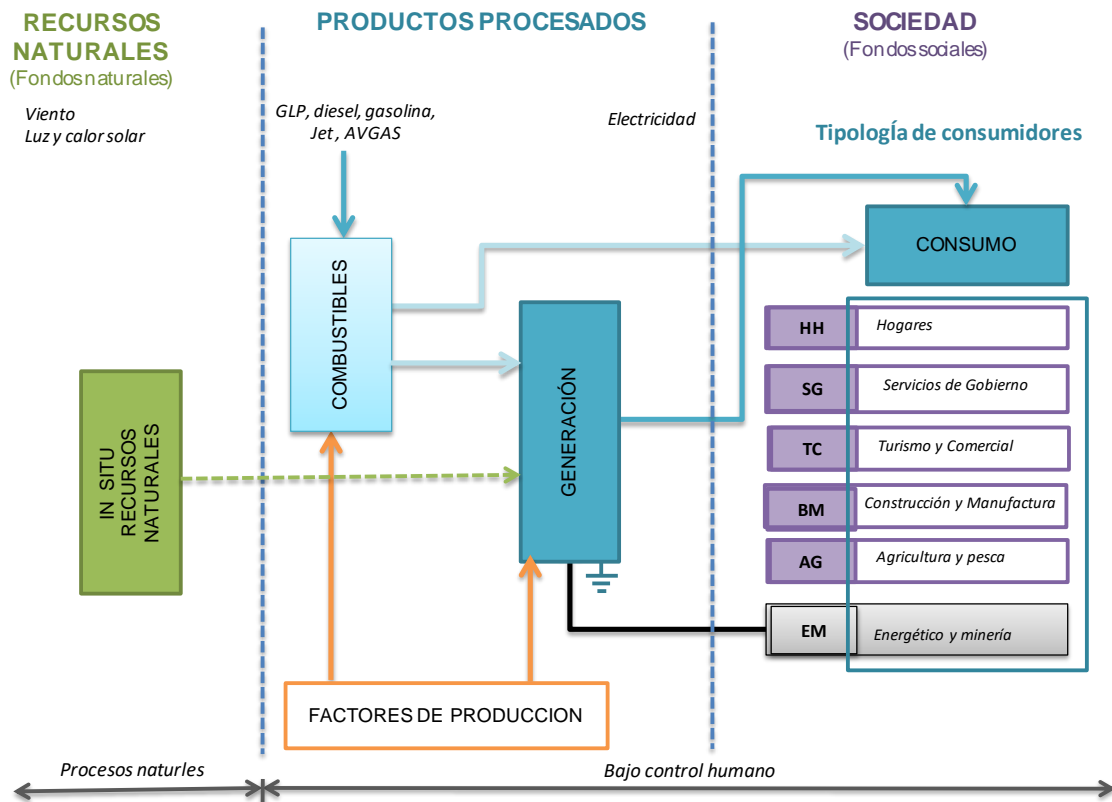 RECURSOS
NATURALES
(Fondos naturales)
Viento
Luz y calor solar
PRODUCTOS PROCESADOS
GLP, diesel, gasolina,
Jet , AVGAS
Electricidad
SOCIEDAD
(Fondos sociales)
Tipología de consumidores
CONSUMO
COMBUSTIBLES
GENERACIÓN
IN SITU
RECURSOS
NATURALES
HH Hogares
SG Servicios de Gobierno
TC Turismo y Comercial
BM Construcción y Manufactura
AG Agricultura y pesca
EM Energético y minería
FACTORES DE PRODUCCION
Procesos naturles
Bajo control humano